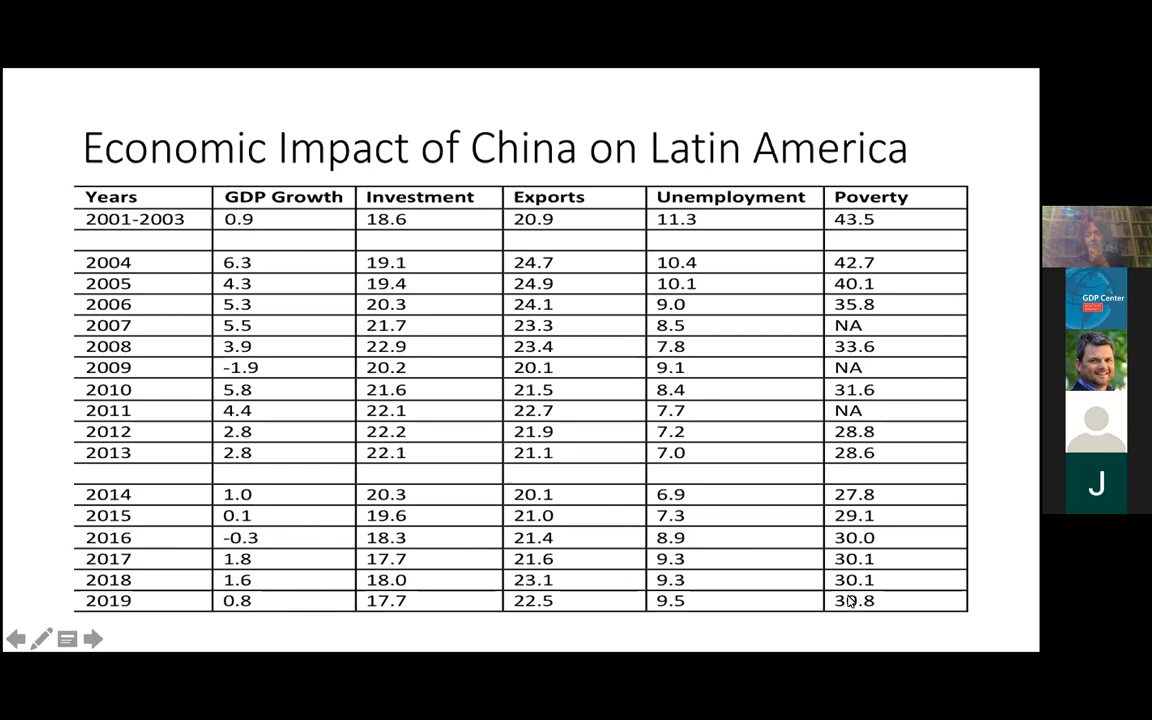 Economic Impact of China on Latin America
Years GDP Growth Investment Exports Unemployment Poverty
2001-2003 0.9 18.6 20.9 11.3 43.5
2004 6.3 19.1 24.7 10.4 42.7
2005 4.3 19.4 24.9 10.1 40.1
2006 5.3 20.3 24.1 9.0 35.8
2007 5.5 21.7 23.3 8.5 NA
2008 3.9 22.9 23.4 7.8 33.6
2009 -1.9 20.2 20.1 9.1 NA
2010 5.8 21.6 21.5 8.4 31.6
2011 4.4 22.1 22.7 7.7 NA
2012 2.8 22.2 21.9 7.2 28.8
2013 2.8 22.1 21.1 7.0 28.6
2014 1.0 20.3 20.1 6.9 27.8
2015 0.1 19.6 21.0 7.3 29.1
2016 -0.3 18.3 21.4 8.9 30.0
2017 1.8 17.7 21.6 9.3 30.1
2018 1.6 18.0 23.1 9.3 30.1
2019 0.8 17.7 22.5 9.5 30.8
GDP Center
J